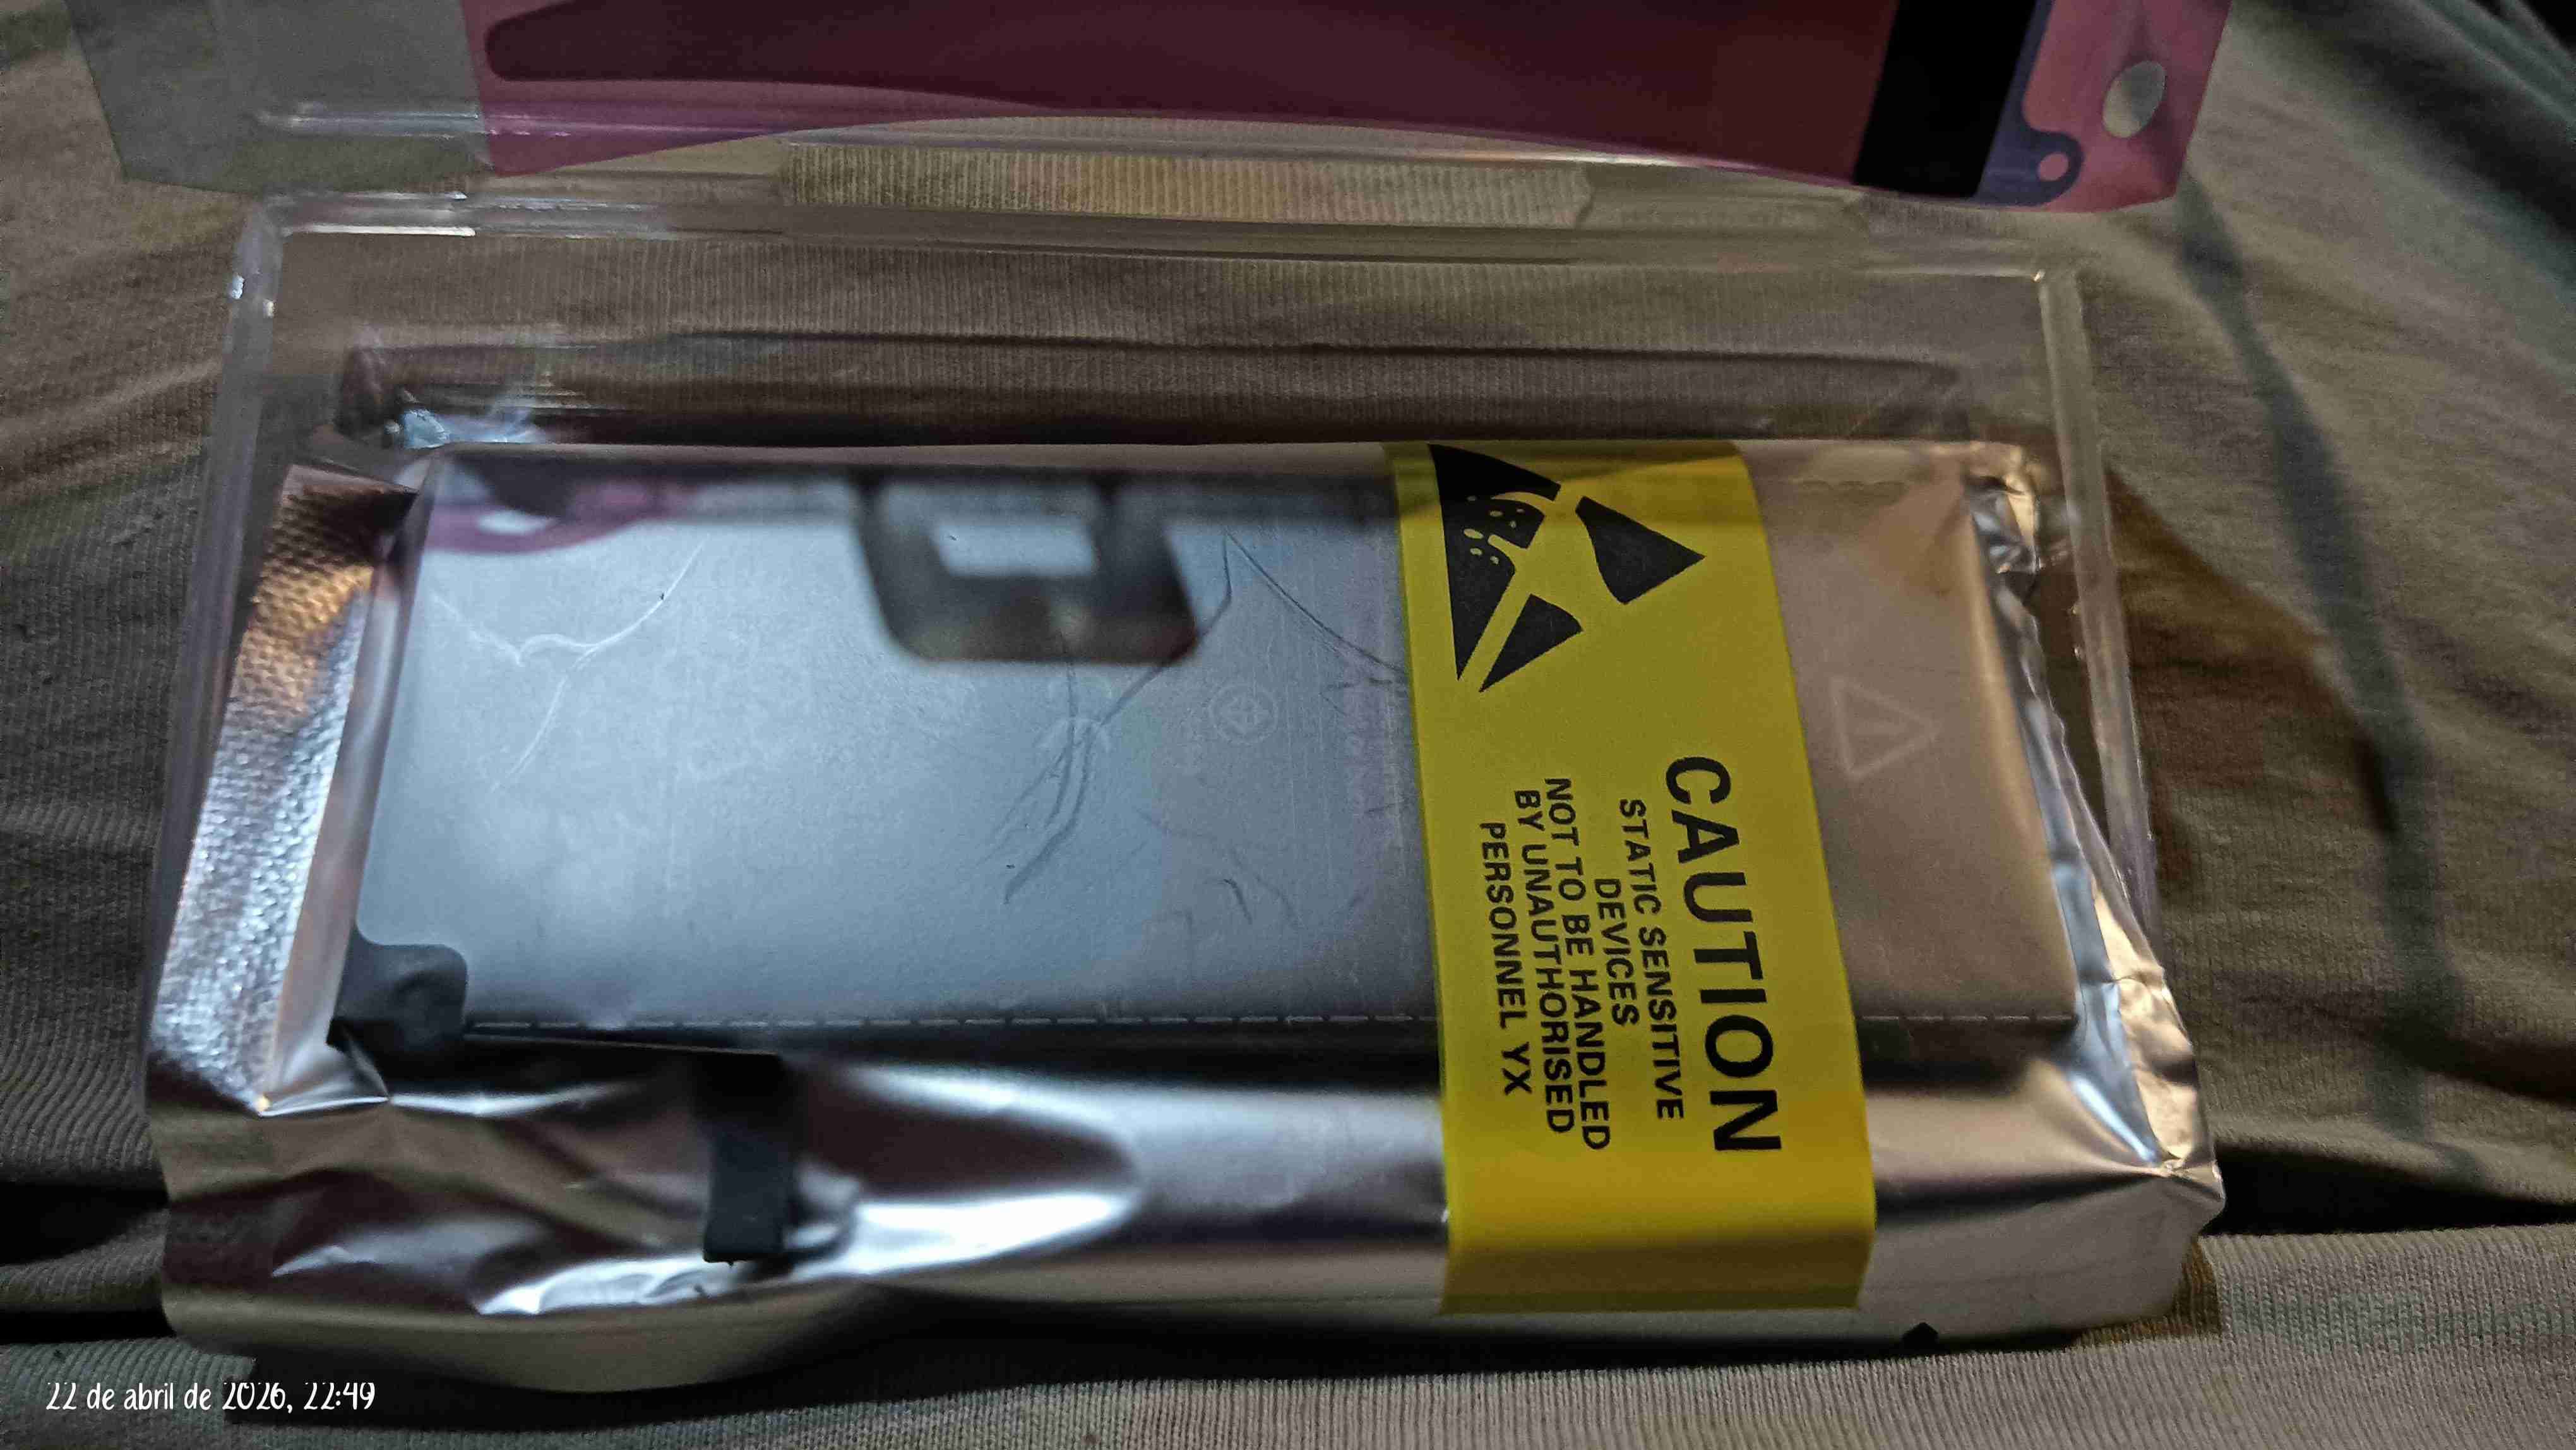 CAUTION
STATIC SENSITIVE
DEVICES
NOT TO BE HANDLED
BY UNAUTHORISED
PERSONNEL YX
22 de abril de 2026, 22:49